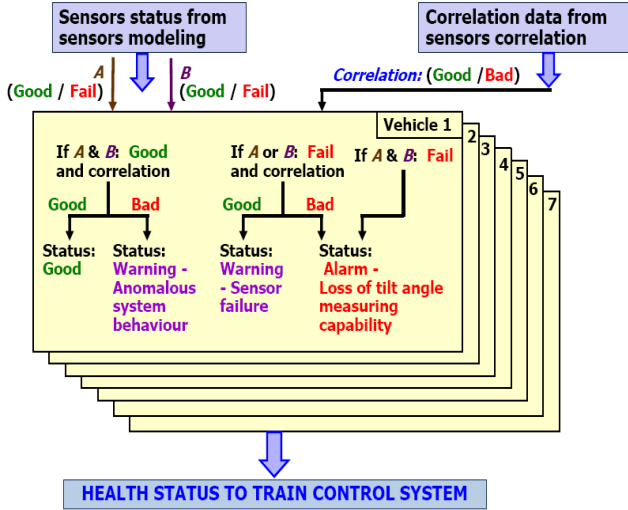 Sensors status from
sensors modeling
Correlation data from
sensors correlation
A
B
(Good / Fail)
(Good / Fail)
Correlation: (Good /Bad)
Vehicle 1
2
3
4
5
6
7
If A & B: Good
and correlation
If A or B: Fail
and correlation
If A & B: Fail
Good
Bad
Good
Bad
Status:
Good
Status:
Warning -
Anomalous
system
behaviour
Status:
Warning
- Sensor
failure
Status:
Alarm -
Loss of tilt angle
measuring
capability
HEALTH STATUS TO TRAIN CONTROL SYSTEM